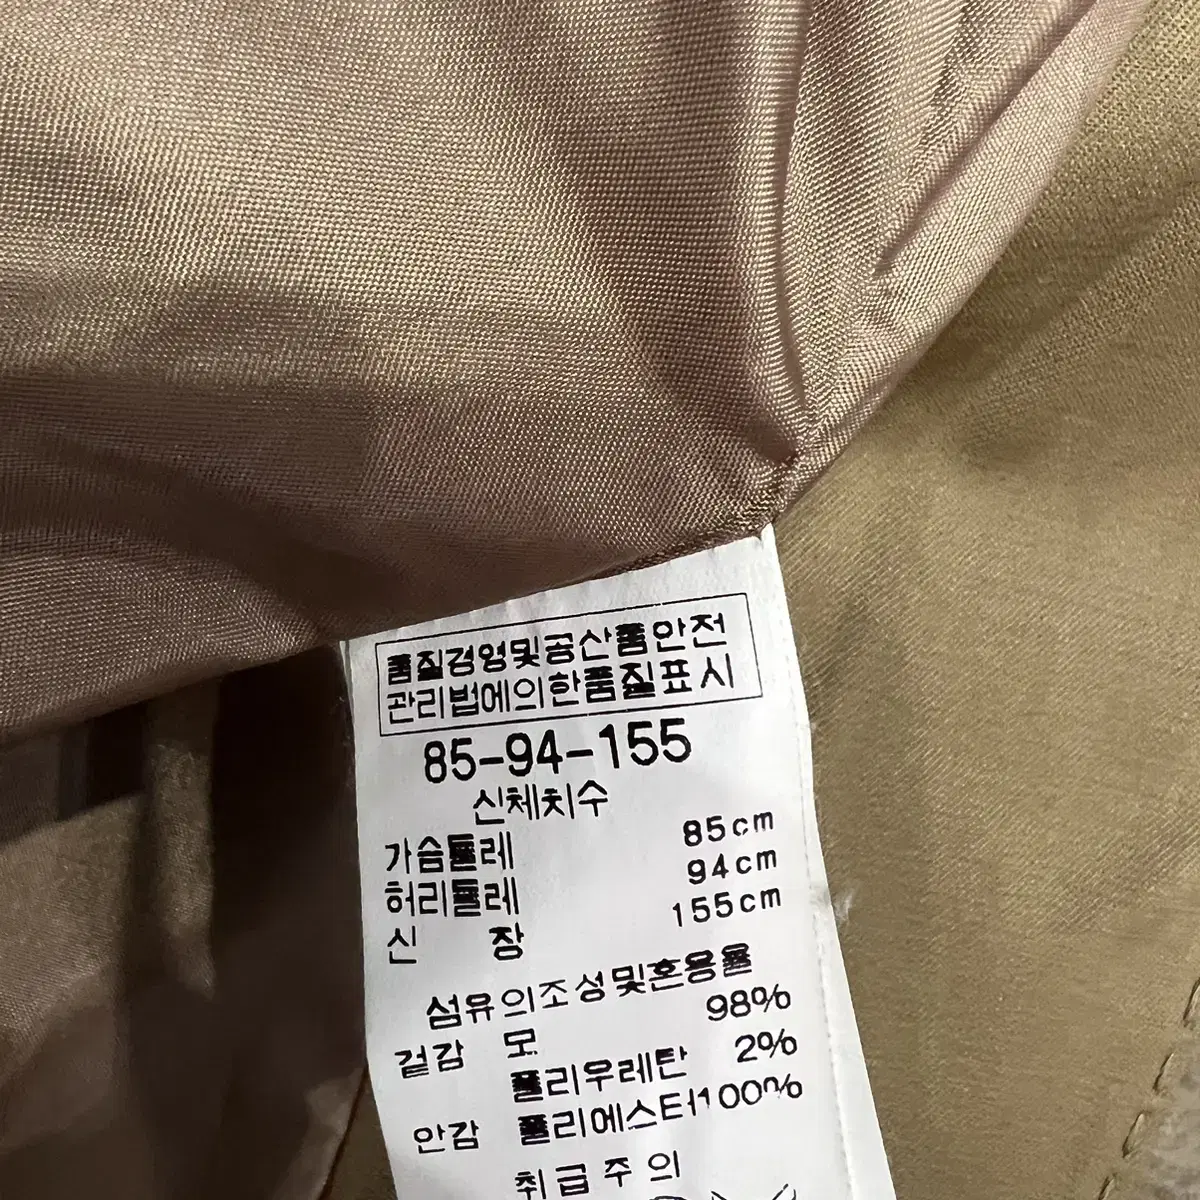 품질경영및공산품안전
관리법에의한품질표시
85-94-155
신체치수
가슴둘레 85cm
허리둘레 94cm
신 장 155cm
섬유의조성및혼용율
겉감 모 98%
폴리우레탄 2%
안감 폴리에스터100%
취급주의